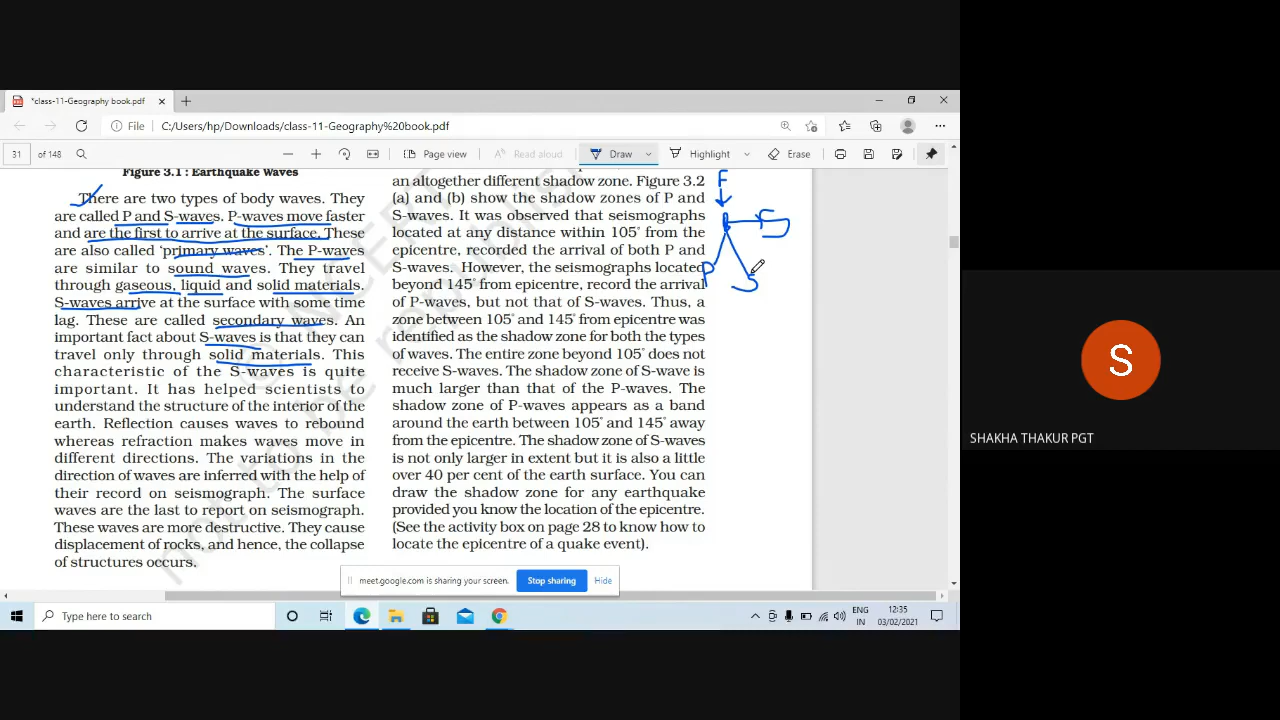 *class-11-Geography book.pdf
File C:/Users/hp/Downloads/class-11-Geography%20book.pdf
31 of 148 Page view Read aloud Draw Highlight Erase
Figure 3.1 : Earthquake Waves
There are two types of body waves. They
are called P and S-waves. P-waves move faster
and are the first to arrive at the surface. These
are also called 'primary waves'. The P-waves
are similar to sound waves. They travel
through gaseous, liquid and solid materials.
S-waves arrive at the surface with some time
lag. These are called secondary waves. An
important fact about S-waves is that they can
travel only through solid materials. This
characteristic of the S-waves is quite
important. It has helped scientists to
understand the structure of the interior of the
earth. Reflection causes waves to rebound
whereas refraction makes waves move in
different directions. The variations in the
direction of waves are inferred with the help of
their record on seismograph. The surface
waves are the last to report on seismograph.
These waves are more destructive. They cause
displacement of rocks, and hence, the collapse
of structures occurs.
an altogether different shadow zone. Figure 3.2
(a) and (b) show the shadow zones of P and
S-waves. It was observed that seismographs
located at any distance within 105° from the
epicentre, recorded the arrival of both P and
S-waves. However, the seismographs located
beyond 145° from epicentre, record the arrival
of P-waves, but not that of S-waves. Thus, a
zone between 105° and 145° from epicentre was
identified as the shadow zone for both the types
of waves. The entire zone beyond 105° does not
receive S-waves. The shadow zone of S-wave is
much larger than that of the P-waves. The
shadow zone of P-waves appears as a band
around the earth between 105° and 145° away
from the epicentre. The shadow zone of S-waves
is not only larger in extent but it is also a little
over 40 per cent of the earth surface. You can
draw the shadow zone for any earthquake
provided you know the location of the epicentre.
(See the activity box on page 28 to know how to
locate the epicentre of a quake event).
F
P
S
not to be republished
meet.google.com is sharing your screen. Stop sharing Hide
Type here to search
ENG
IN
12:35
03/02/2021
S
SHAKHA THAKUR PGT